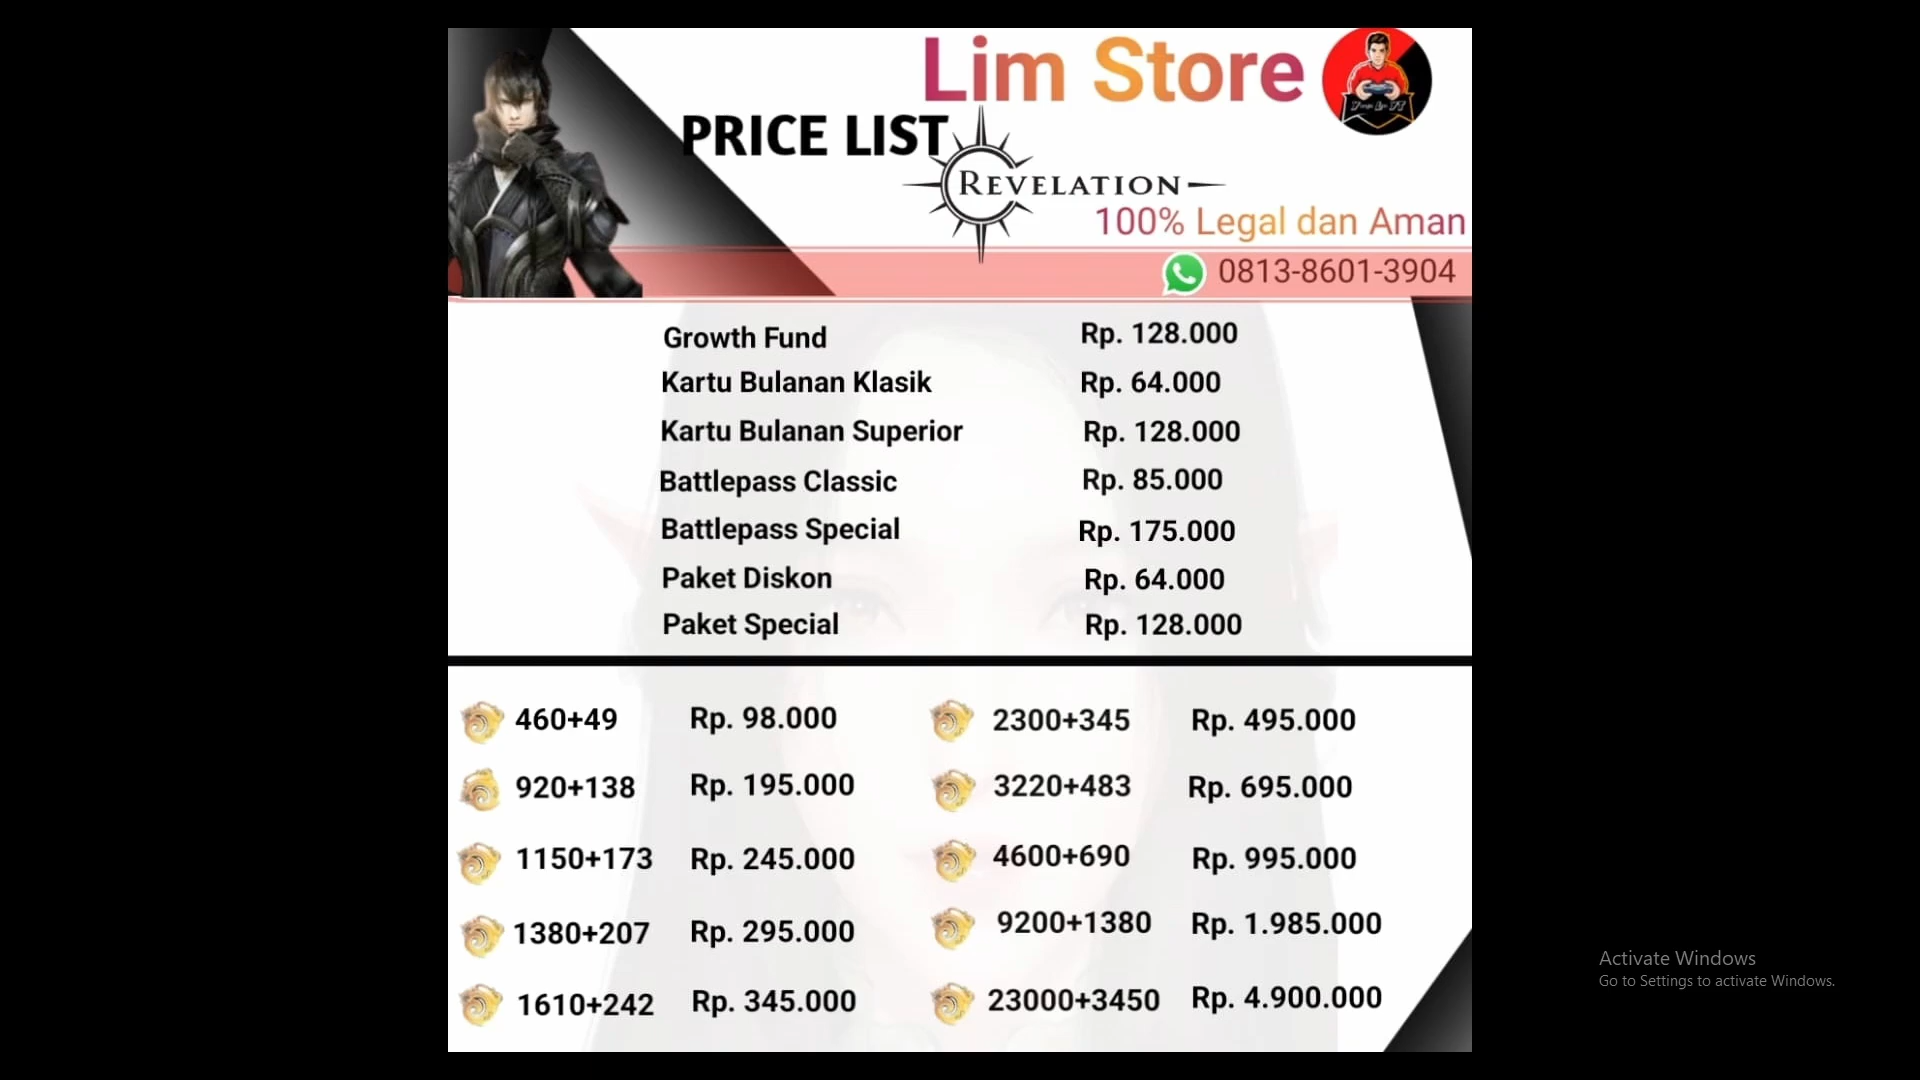 Lim Store
PRICE LIST
REVELATION
100% Legal dan Aman
0813-8601-3904
Growth Fund Rp. 128.000
Kartu Bulanan Klasik Rp. 64.000
Kartu Bulanan Superior Rp. 128.000
Battlepass Classic Rp. 85.000
Battlepass Special Rp. 175.000
Paket Diskon Rp. 64.000
Paket Special Rp. 128.000
460+49 Rp. 98.000 2300+345 Rp. 495.000
920+138 Rp. 195.000 3220+483 Rp. 695.000
1150+173 Rp. 245.000 4600+690 Rp. 995.000
1380+207 Rp. 295.000 9200+1380 Rp. 1.985.000
1610+242 Rp. 345.000 23000+3450 Rp. 4.900.000
Activate Windows
Go to Settings to activate Windows.